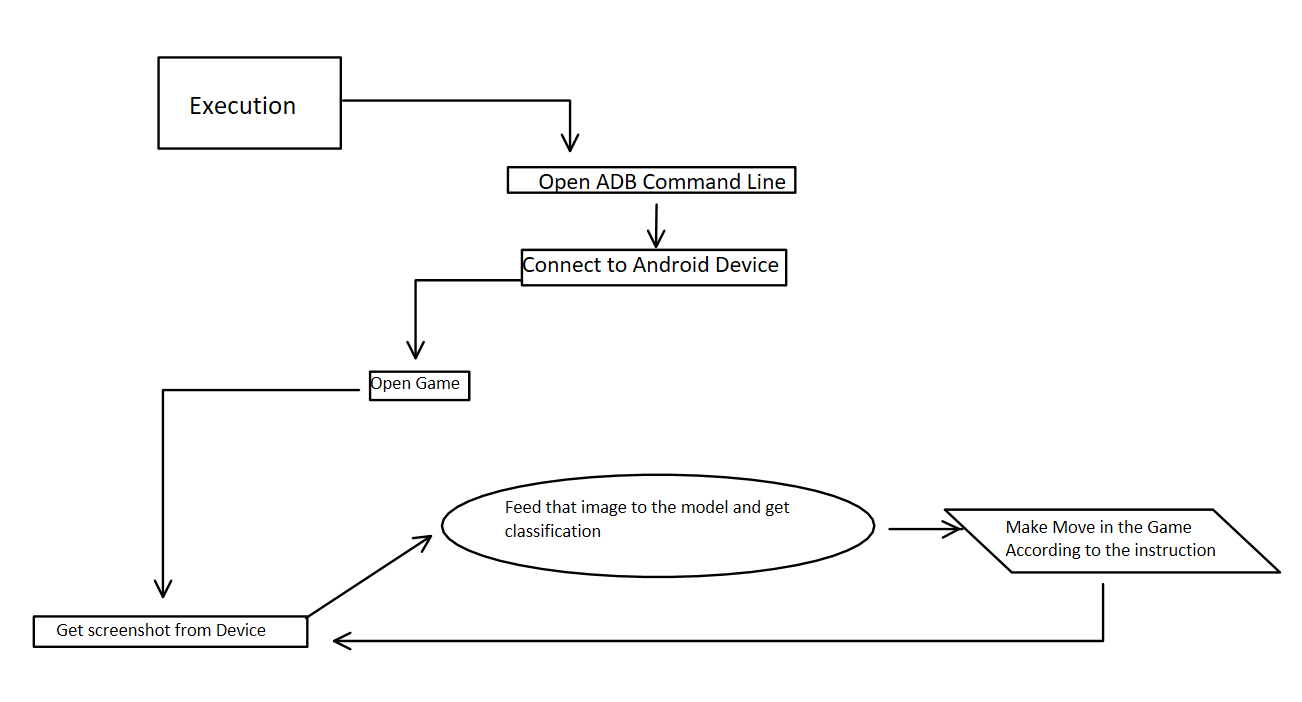 Execution
Open ADB Command Line
Connect to Android Device
Open Game
Feed that image to the model and get
classification
Make Move in the Game
According to the instruction
Get screenshot from Device